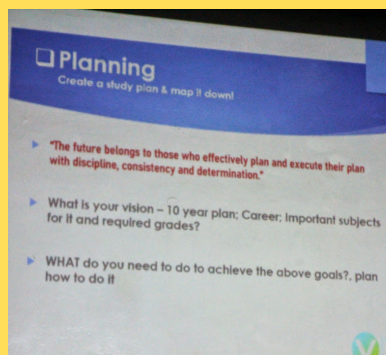 Planning
Create a study plan & map it down!
"The future belongs to those who effectively plan and execute their plan
with discipline, consistency and determination."
What is your vision – 10 year plan; Career; Important subjects
for it and required grades?
WHAT do you need to do to achieve the above goals?, plan
how to do it